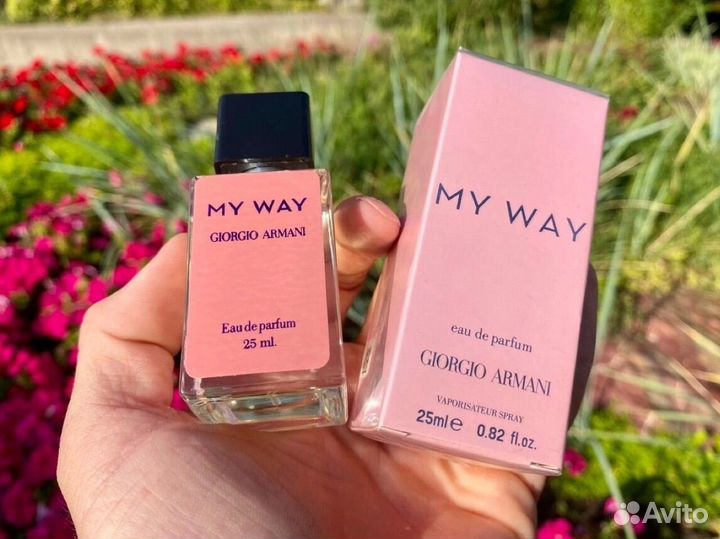 MY WAY
GIORGIO ARMANI
Eau de parfum
25 ml.
MY WAY
eau de parfum
GIORGIO ARMANI
VAPORISATEUR SPRAY
25ml e 0.82 fl.oz.
Avito